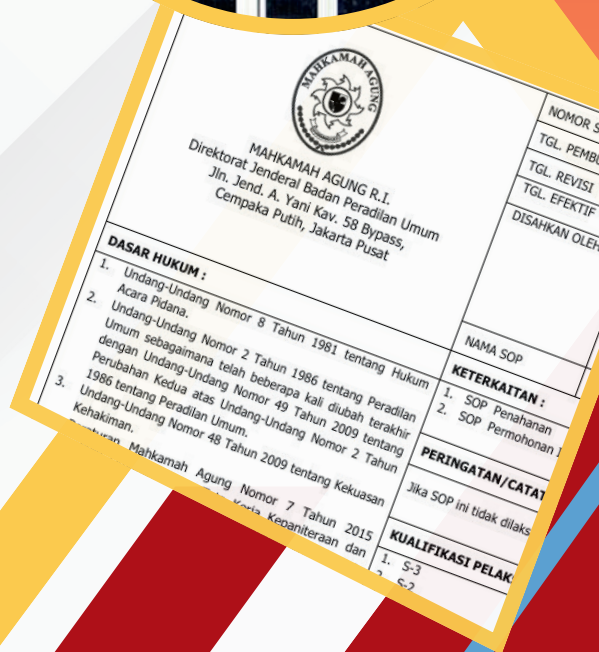 MAHKAMAH AGUNG
MAHKAMAH AGUNG R.I.
Direktorat Jenderal Badan Peradilan Umum
Jln. Jend. A. Yani Kav. 58 Bypass,
Cempaka Putih, Jakarta Pusat
NOMOR S
TGL. PEMBU
TGL. REVISI
TGL. EFEKTIF
DISAHKAN OLEH
NAMA SOP
DASAR HUKUM :
1. Undang-Undang Nomor 8 Tahun 1981 tentang Hukum
Acara Pidana.
2. Undang-Undang Nomor 2 Tahun 1986 tentang Peradilan
Umum sebagaimana telah beberapa kali diubah terakhir
dengan Undang-Undang Nomor 49 Tahun 2009 tentang
Perubahan Kedua atas Undang-Undang Nomor 2 Tahun
1986 tentang Peradilan Umum.
3. Undang-Undang Nomor 48 Tahun 2009 tentang Kekuasan
Kehakiman.
Mahkamah Agung Nomor 7 Tahun 2015
Kerja Kepaniteraan dan
KETERKAITAN :
1. SOP Penahanan
2. SOP Permohonan
PERINGATAN/CATAT
Jika SOP ini tidak dilaks
KUALIFIKASI PELAK
1. S-3
2. S-2